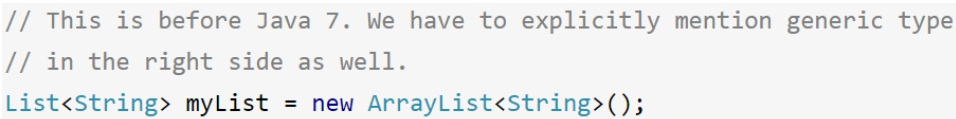 // This is before Java 7. We have to explicitly mention generic type
// in the right side as well.
List<String> myList = new ArrayList<String>();